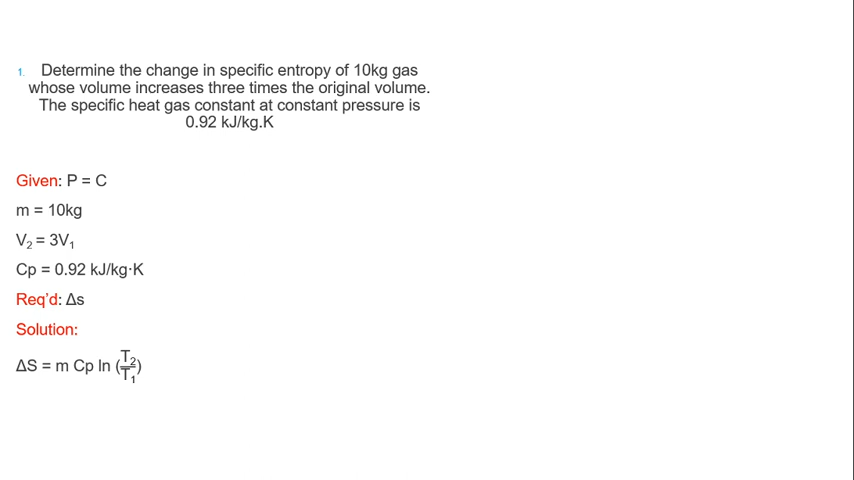 1. Determine the change in specific entropy of 10kg gas
whose volume increases three times the original volume.
The specific heat gas constant at constant pressure is
0.92 kJ/kg.K
Given: P = C
m = 10kg
V₂ = 3V₁
Cp = 0.92 kJ/kg·K
Req'd: Δs
Solution:
ΔS = m Cp ln (T₂/T₁)